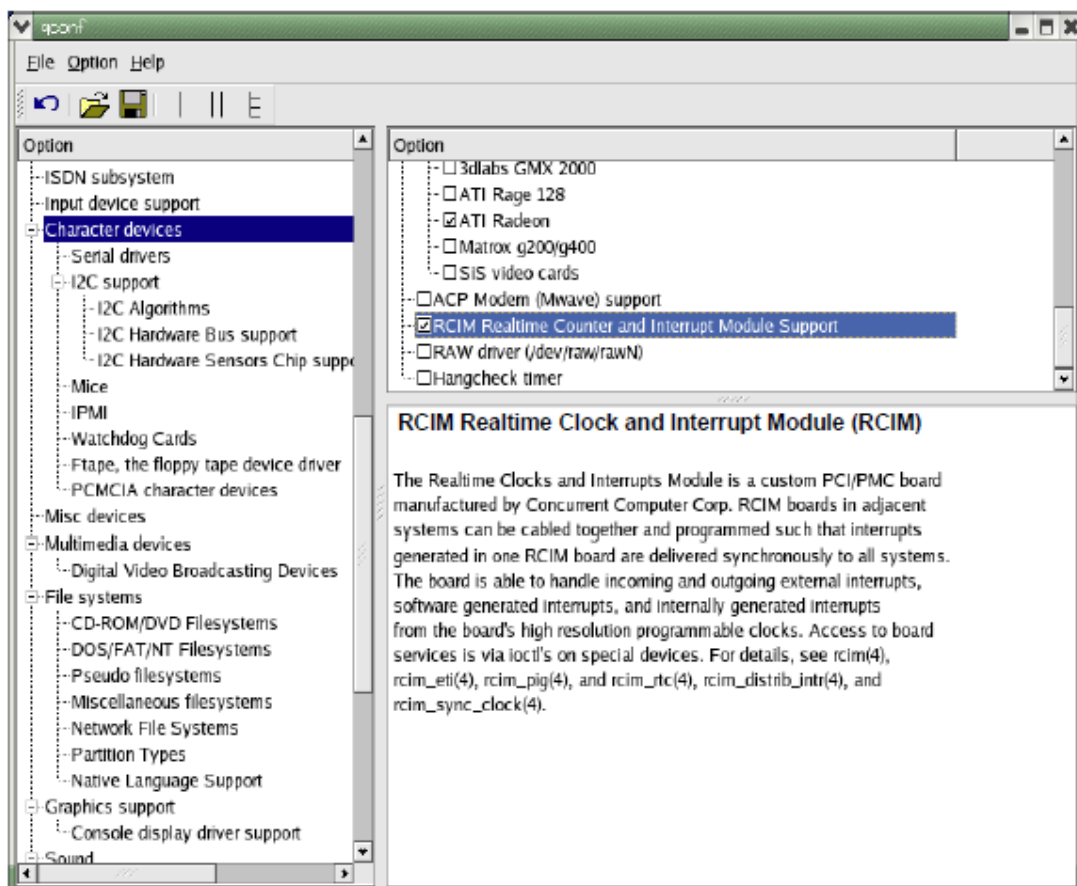 qconf
File Option Help
Option
ISDN subsystem
Input device support
Character devices
Serial drivers
I2C support
I2C Algorithms
I2C Hardware Bus support
I2C Hardware Sensors Chip suppo
Mice
IPMI
Watchdog Cards
Ftape, the floppy tape device driver
PCMCIA character devices
Misc devices
Multimedia devices
Digital Video Broadcasting Devices
File systems
CD-ROM/DVD Filesystems
DOS/FAT/NT Filesystems
Pseudo filesystems
Miscellaneous filesystems
Network File Systems
Partition Types
Native Language Support
Graphics support
Console display driver support
Sound
Option
3dlabs GMX 2000
ATI Rage 128
ATI Radeon
Matrox g200/g400
SiS video cards
ACP Modem (Mwave) support
RCIM Realtime Counter and Interrupt Module Support
RAW driver (/dev/raw/rawN)
Hangcheck timer
RCIM Realtime Clock and Interrupt Module (RCIM)
The Realtime Clocks and Interrupts Module is a custom PCI/PMC board
manufactured by Concurrent Computer Corp. RCIM boards in adjacent
systems can be cabled together and programmed such that interrupts
generated in one RCIM board are delivered synchronously to all systems.
The board is able to handle incoming and outgoing external interrupts,
software generated interrupts, and internally generated interrupts
from the board's high resolution programmable clocks. Access to board
services is via ioctl's on special devices. For details, see rcim(4),
rcim_eti(4), rcim_pig(4), and rcim_rtc(4), rcim_distrib_intr(4), and
rcim_sync_clock(4).